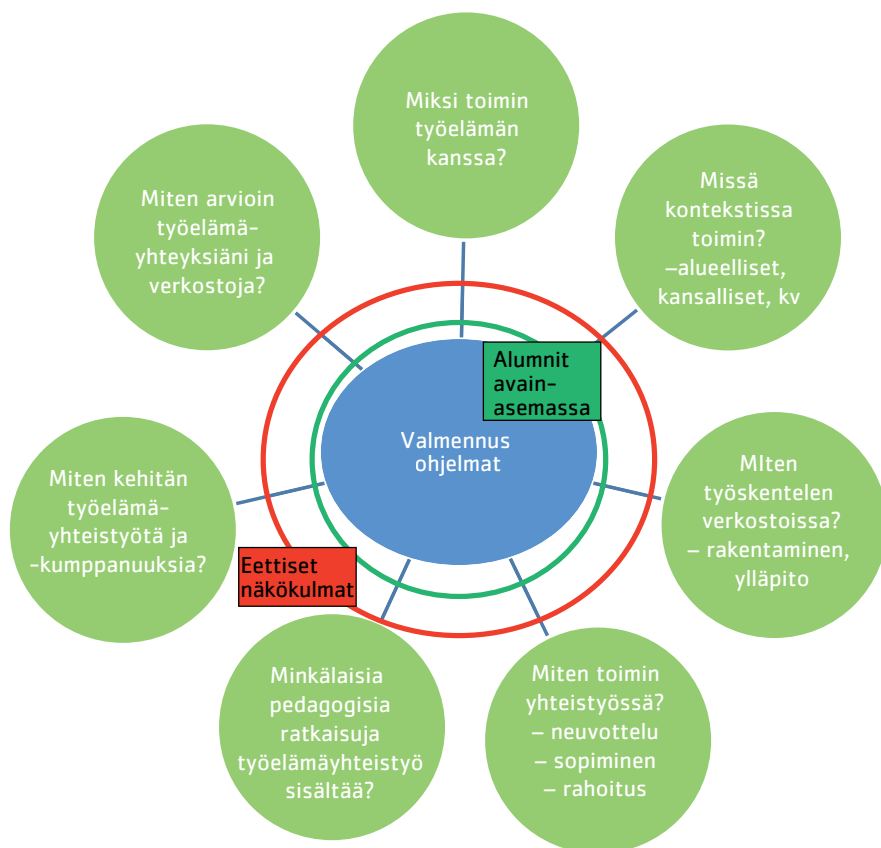 Miksi toimin
työelämän
kanssa?
Missä
kontekstissa
toimin?
–alueelliset,
kansalliset, kv
MIten
työskentelen
verkostoissa?
– rakentaminen,
ylläpito
Miten toimin
yhteistyössä?
– neuvottelu
– sopiminen
– rahoitus
Minkälaisia
pedagogisia
ratkaisuja
työelämäyhteistyö
sisältää?
Miten kehitän
työelämä-
yhteistyötä ja
-kumppanuuksia?
Miten arvioin
työelämä-
yhteyksiäni ja
verkostoja?
Alumnit
avain-
asemassa
Valmennus
ohjelmat
Eettiset
näkökulmat